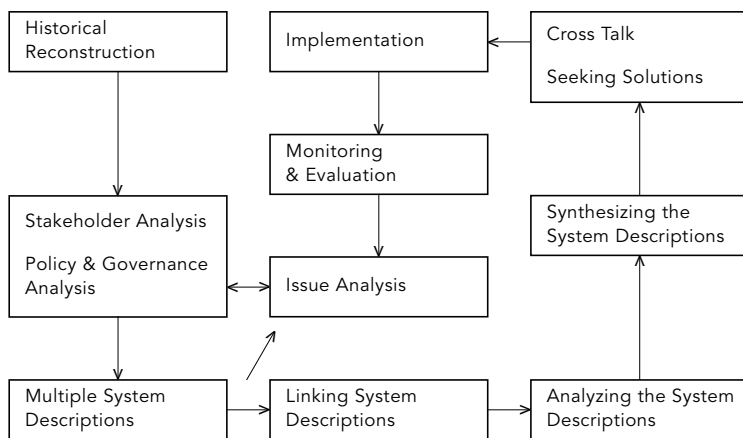 Historical
Reconstruction
Implementation
Cross Talk
Seeking Solutions
Monitoring
& Evaluation
Stakeholder Analysis
Policy & Governance
Analysis
Synthesizing the
System Descriptions
Issue Analysis
Multiple System
Descriptions
Linking System
Descriptions
Analyzing the System
Descriptions